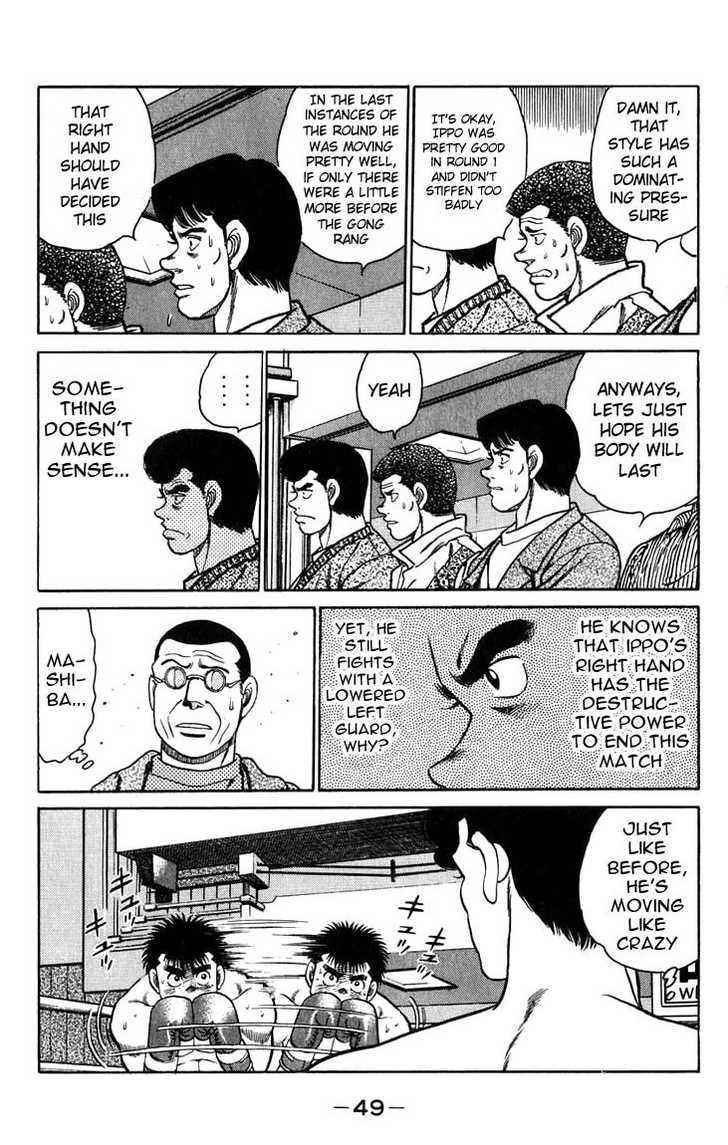 DAMN IT,
THAT
STYLE HAS
SUCH A
DOMINAT-
ING PRES-
SURE
IT'S OKAY,
IPPO WAS
PRETTY GOOD
IN ROUND 1
AND DIDN'T
STIFFEN TOO
BADLY
IN THE LAST
INSTANCES OF
THE ROUND HE
WAS MOVING
PRETTY WELL,
IF ONLY THERE
WERE A LITTLE
MORE BEFORE
THE GONG
RANG
THAT
RIGHT
HAND
SHOULD
HAVE
DECIDED
THIS
ANYWAYS,
LETS JUST
HOPE HIS
BODY WILL
LAST
YEAH
......
SOME-
THING
DOESN'T
MAKE
SENSE...
HE KNOWS
THAT IPPO'S
RIGHT HAND
HAS THE
DESTRUC-
TIVE POWER
TO END THIS
MATCH
YET, HE
STILL
FIGHTS
WITH A
LOWERED
LEFT
GUARD,
WHY?
MA-
SHI-
BA...
JUST
LIKE
BEFORE,
HE'S
MOVING
LIKE
CRAZY
キュッ
キュッ
キュッ
キュッ
WI
-49-